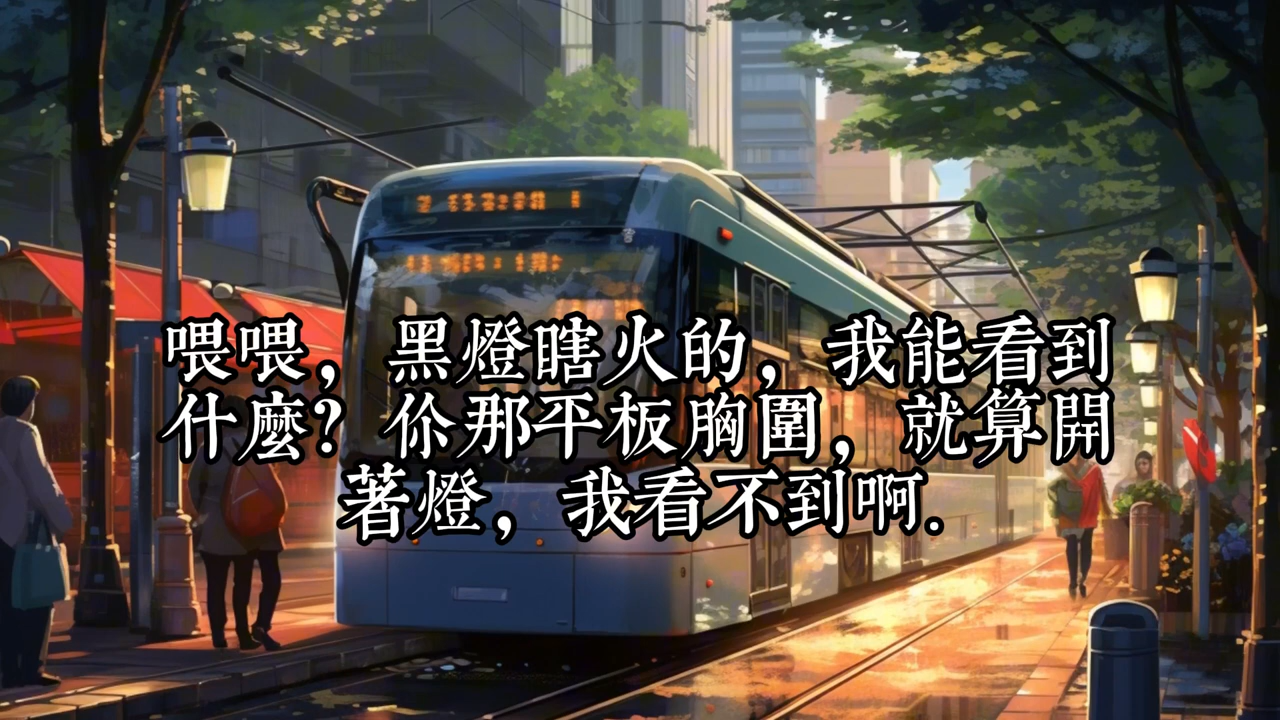 喂喂，黑燈瞎火的，我能看到
什麼？你那平板胸圍，就算開
著燈，我看不到啊.